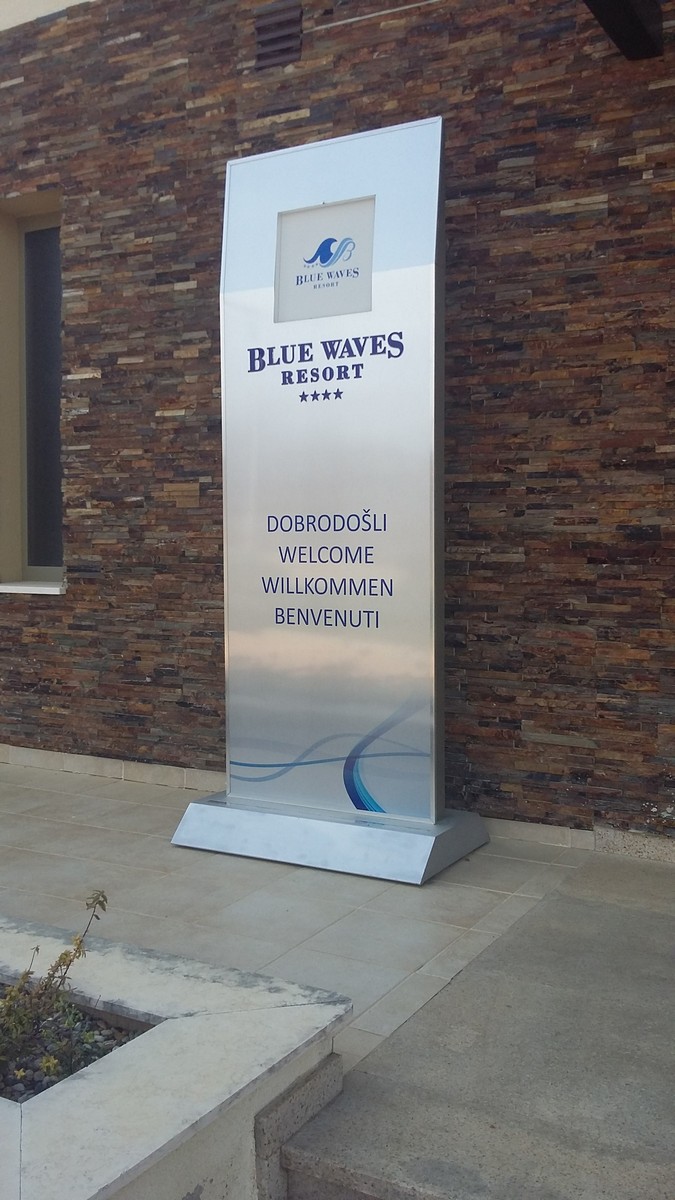 BLUE WAVES
RESORT
BLUE WAVES
RESORT
★★★★
DOBRODOŠLI
WELCOME
WILLKOMMEN
BENVENUTI